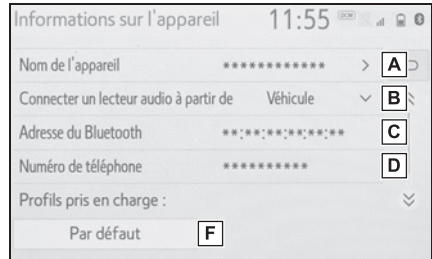 Informations sur l'appareil 11:55 DCM
Nom de l'appareil ************ > A
Connecter un lecteur audio à partir de Véhicule B
Adresse du Bluetooth **:**:**:**:**:** C
Numéro de téléphone ********** D
Profils pris en charge :
Par défaut F